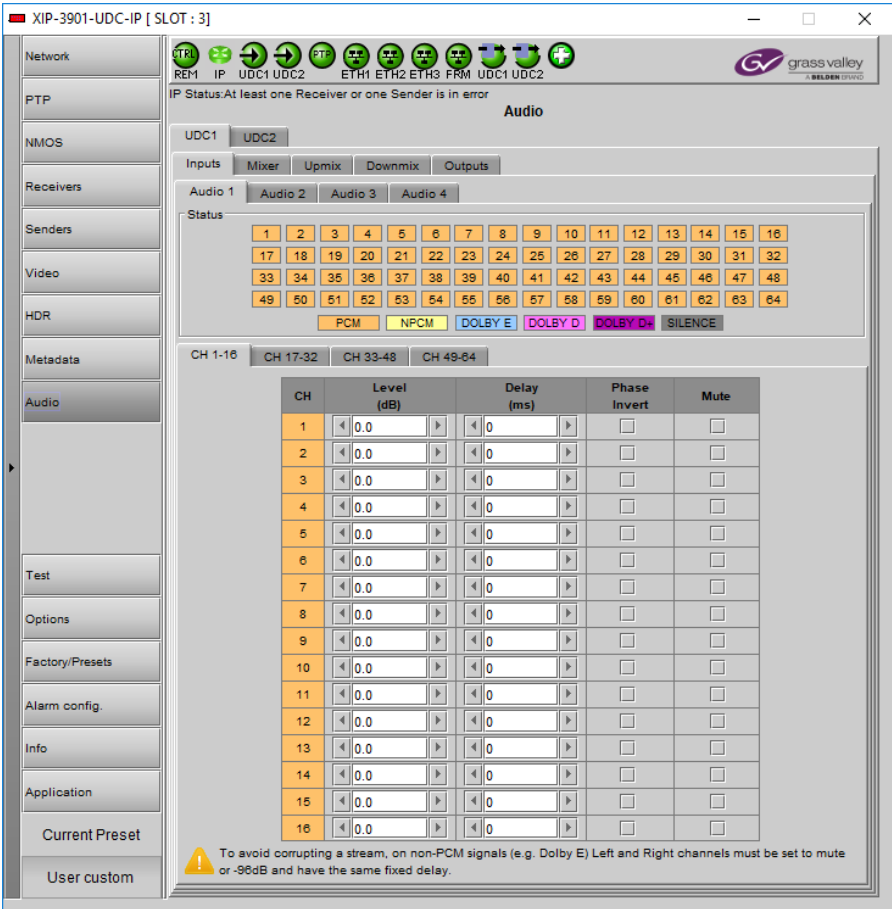 XIP-3901-UDC-IP [ SLOT : 3]
Network
PTP
NMOS
Receivers
Senders
Video
HDR
Metadata
Audio
Test
Options
Factory/Presets
Alarm config.
Info
Application
Current Preset
User custom
CTRL PTP
REM IP UDC1 UDC2 ETH1 ETH2 ETH3 FRM UDC1 UDC2
GV grass valley
A BELDEN BRAND
IP Status:At least one Receiver or one Sender is in error
Audio
UDC1 UDC2
Inputs Mixer Upmix Downmix Outputs
Audio 1 Audio 2 Audio 3 Audio 4
Status
1 2 3 4 5 6 7 8 9 10 11 12 13 14 15 16
17 18 19 20 21 22 23 24 25 26 27 28 29 30 31 32
33 34 35 36 37 38 39 40 41 42 43 44 45 46 47 48
49 50 51 52 53 54 55 56 57 58 59 60 61 62 63 64
PCM NPCM DOLBY E DOLBY D DOLBY D+ SILENCE
CH 1-16 CH 17-32 CH 33-48 CH 49-64
CH Level (dB) Delay (ms) Phase Invert Mute
1 0.0 0
2 0.0 0
3 0.0 0
4 0.0 0
5 0.0 0
6 0.0 0
7 0.0 0
8 0.0 0
9 0.0 0
10 0.0 0
11 0.0 0
12 0.0 0
13 0.0 0
14 0.0 0
15 0.0 0
16 0.0 0
To avoid corrupting a stream, on non-PCM signals (e.g. Dolby E) Left and Right channels must be set to mute
or -96dB and have the same fixed delay.